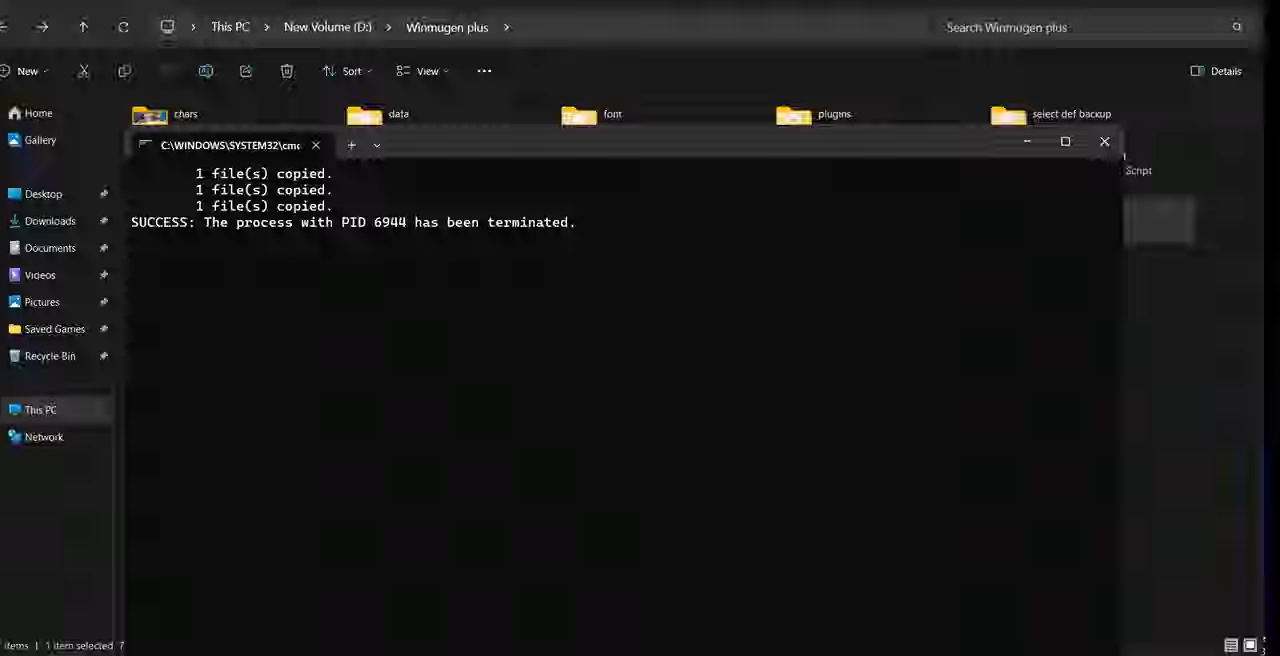 This PC > New Volume (D:) > Winmugen plus >
Search Winmugen plus
New
Sort
View
...
Details
Home
Gallery
Desktop
Downloads
Documents
Videos
Pictures
Saved Games
Recycle Bin
This PC
Network
chars
data
font
plugins
select def backup
Script
C:\WINDOWS\SYSTEM32\cmc
1 file(s) copied.
1 file(s) copied.
1 file(s) copied.
SUCCESS: The process with PID 6944 has been terminated.
items | 1 item selected 7